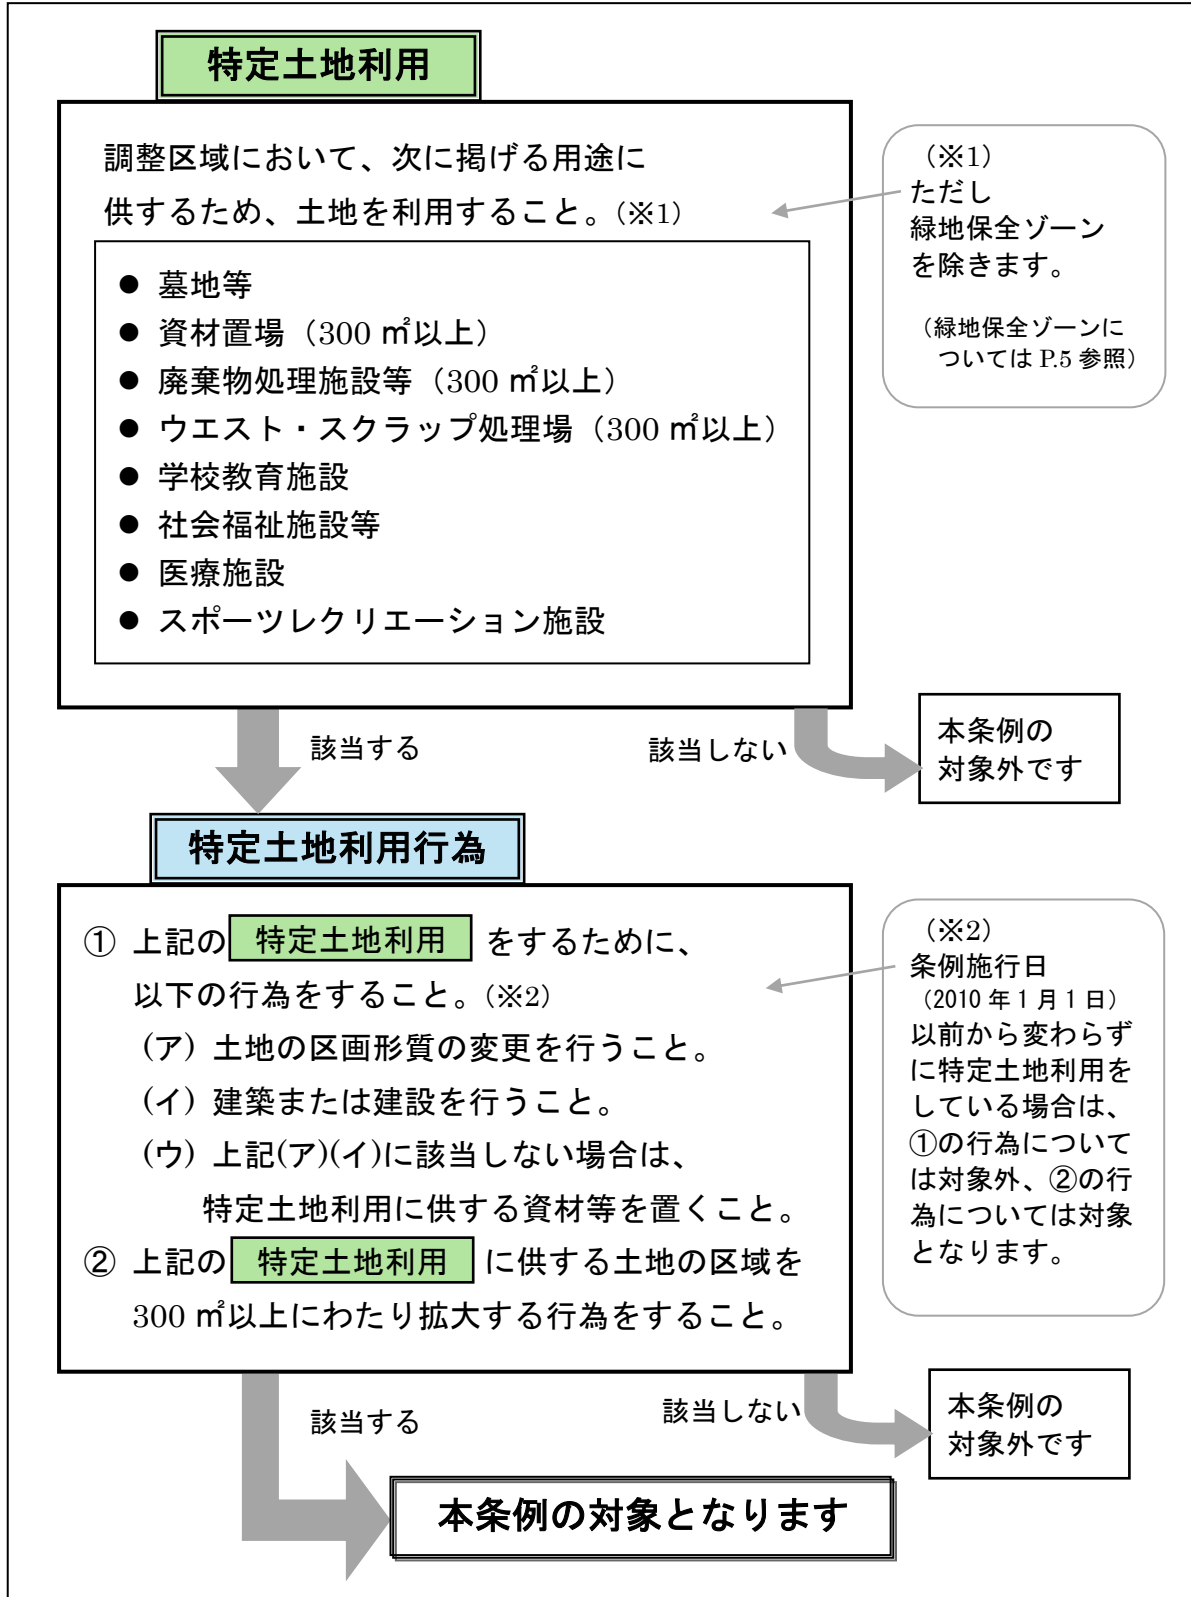 特定土地利用
調整区域において、次に掲げる用途に
供するため、土地を利用すること。（※1）
● 墓地等
● 資材置場（300 ㎡以上）
● 廃棄物処理施設等（300 ㎡以上）
● ウエスト・スクラップ処理場（300 ㎡以上）
● 学校教育施設
● 社会福祉施設等
● 医療施設
● スポーツレクリエーション施設
（※1）
ただし
緑地保全ゾーン
を除きます。
（緑地保全ゾーンに
ついては P.5 参照）
該当する
該当しない
本条例の
対象外です
特定土地利用行為
① 上記の 特定土地利用 をするために、
以下の行為をすること。（※2）
(ア) 土地の区画形質の変更を行うこと。
(イ) 建築または建設を行うこと。
(ウ) 上記(ア)(イ)に該当しない場合は、
特定土地利用に供する資材等を置くこと。
② 上記の 特定土地利用 に供する土地の区域を
300 ㎡以上にわたり拡大する行為をすること。
（※2）
条例施行日
（2010 年 1 月 1 日）
以前から変わらず
に特定土地利用を
している場合は、
①の行為について
は対象外、②の行
為については対象
となります。
該当する
該当しない
本条例の
対象外です
本条例の対象となります